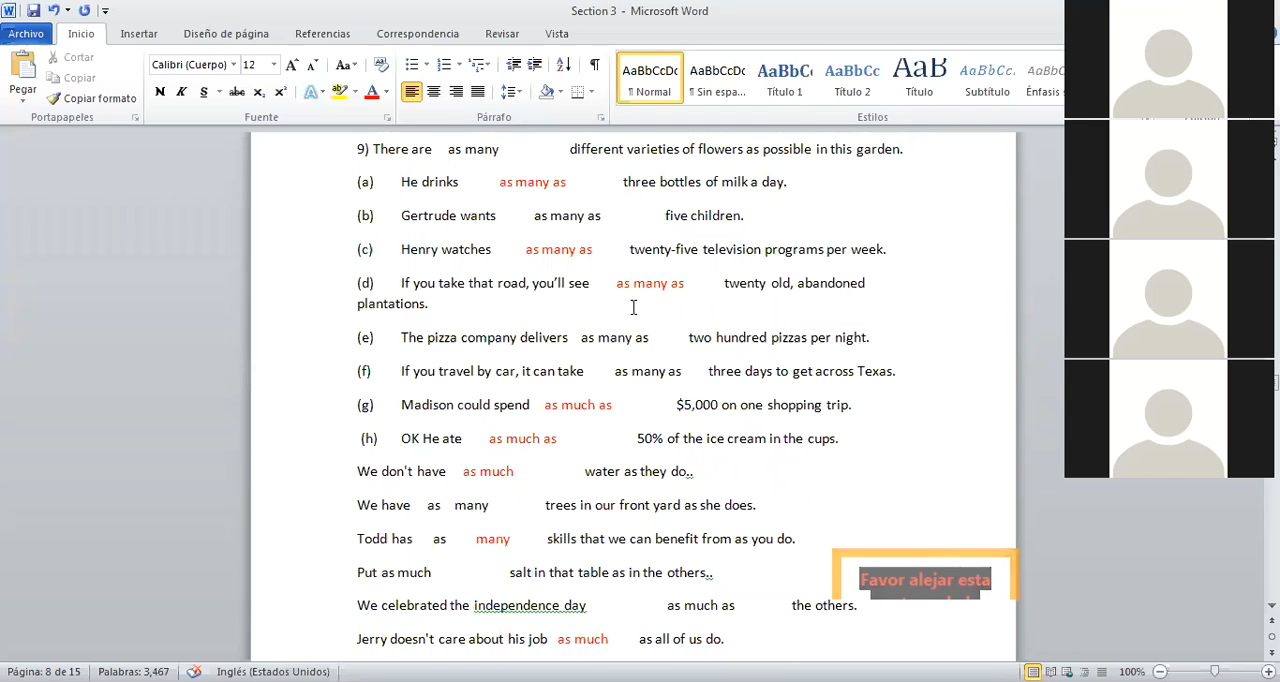 Section 3 - Microsoft Word
Archivo Inicio Insertar Diseño de página Referencias Correspondencia Revisar Vista
Cortar
Copiar
Copiar formato
Pegar
Portapapeles
Calibri (Cuerpo) 12
Fuente
Párrafo
AaBbCcDc AaBbCcDc AaBbC AaBbCc AaB AaBbCc. AaBbCc
¶ Normal ¶ Sin espa... Título 1 Título 2 Título Subtítulo Énfasis
Estilos
9) There are as many different varieties of flowers as possible in this garden.
(a) He drinks as many as three bottles of milk a day.
(b) Gertrude wants as many as five children.
(c) Henry watches as many as twenty-five television programs per week.
(d) If you take that road, you’ll see as many as twenty old, abandoned
plantations.
(e) The pizza company delivers as many as two hundred pizzas per night.
(f) If you travel by car, it can take as many as three days to get across Texas.
(g) Madison could spend as much as $5,000 on one shopping trip.
(h) OK He ate as much as 50% of the ice cream in the cups.
We don't have as much water as they do..
We have as many trees in our front yard as she does.
Todd has as many skills that we can benefit from as you do.
Put as much salt in that table as in the others..
We celebrated the independence day as much as the others.
Jerry doesn't care about his job as much as all of us do.
Favor alejar esta
Página: 8 de 15 Palabras: 3,467 Inglés (Estados Unidos) 100%